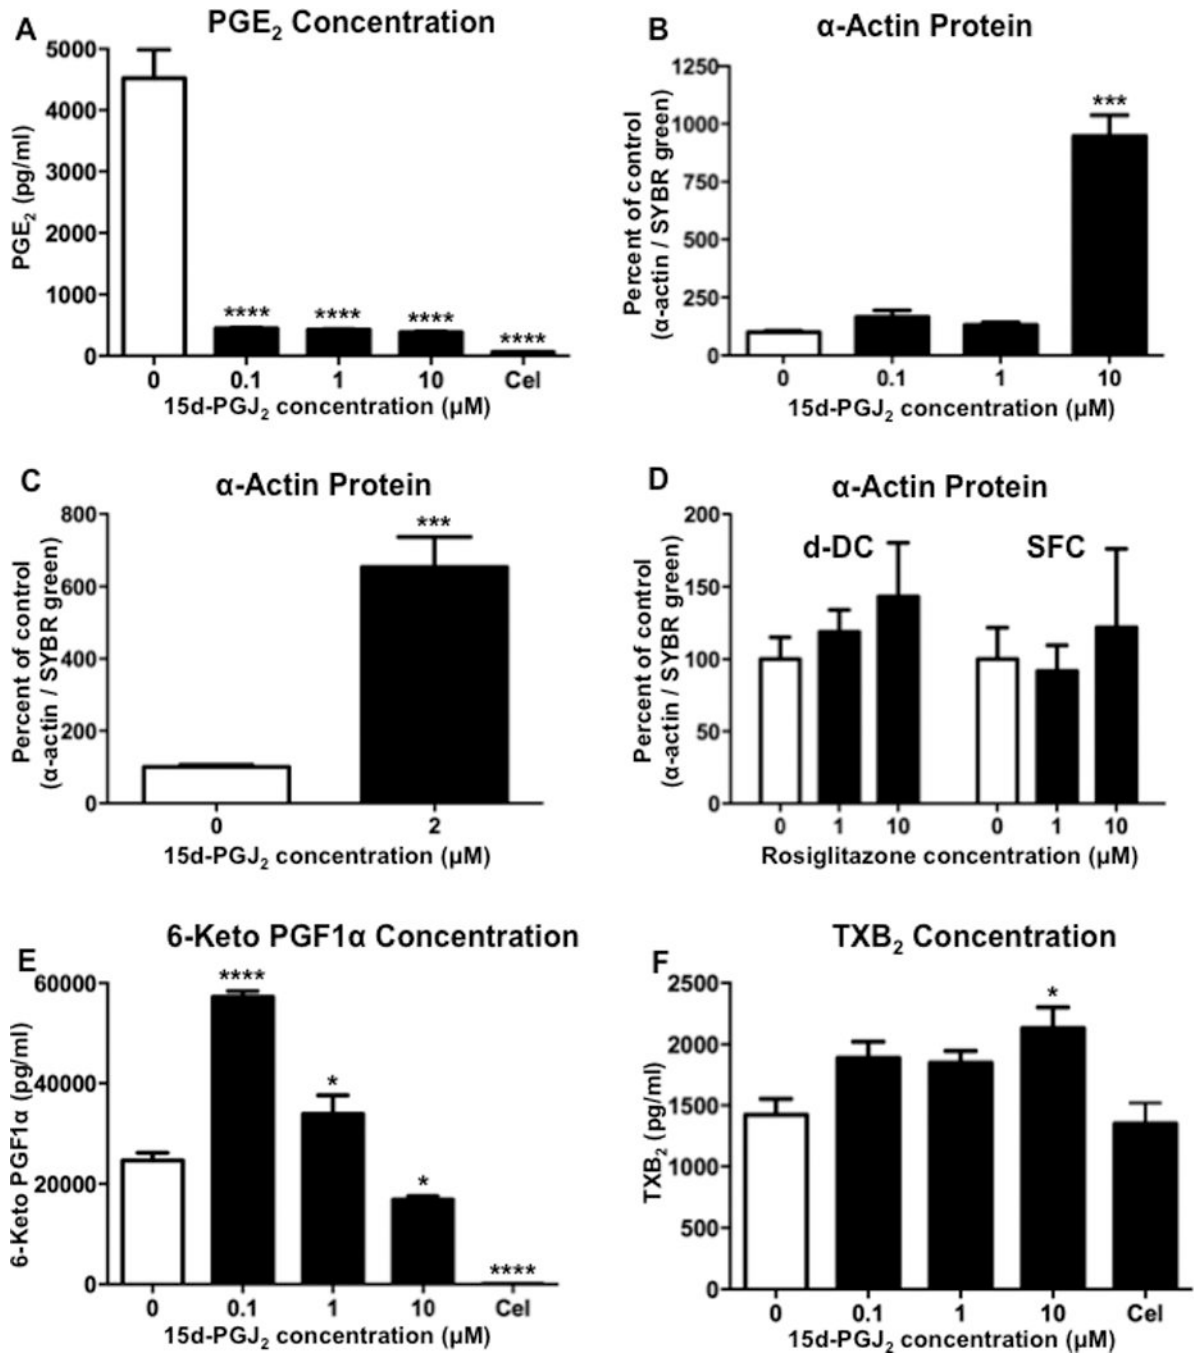 A
PGE₂ Concentration
PGE₂ (pg/ml)
5000
4000
3000
2000
1000
0
**** **** **** ****
0 0.1 1 10 Cel
15d-PGJ₂ concentration (μM)
B
α-Actin Protein
Percent of control
(α-actin / SYBR green)
1250
1000
750
500
250
0
***
0 0.1 1 10
15d-PGJ₂ concentration (μM)
C
α-Actin Protein
Percent of control
(α-actin / SYBR green)
800
600
400
200
0
***
0 2
15d-PGJ₂ concentration (μM)
D
α-Actin Protein
Percent of control
(α-actin / SYBR green)
200
150
100
50
0
d-DC SFC
0 1 10 0 1 10
Rosiglitazone concentration (μM)
E
6-Keto PGF1α Concentration
6-Keto PGF1α (pg/ml)
60000
40000
20000
0
**** * * ****
0 0.1 1 10 Cel
15d-PGJ₂ concentration (μM)
F
TXB₂ Concentration
TXB₂ (pg/ml)
2500
2000
1500
1000
500
0
*
0 0.1 1 10 Cel
15d-PGJ₂ concentration (μM)